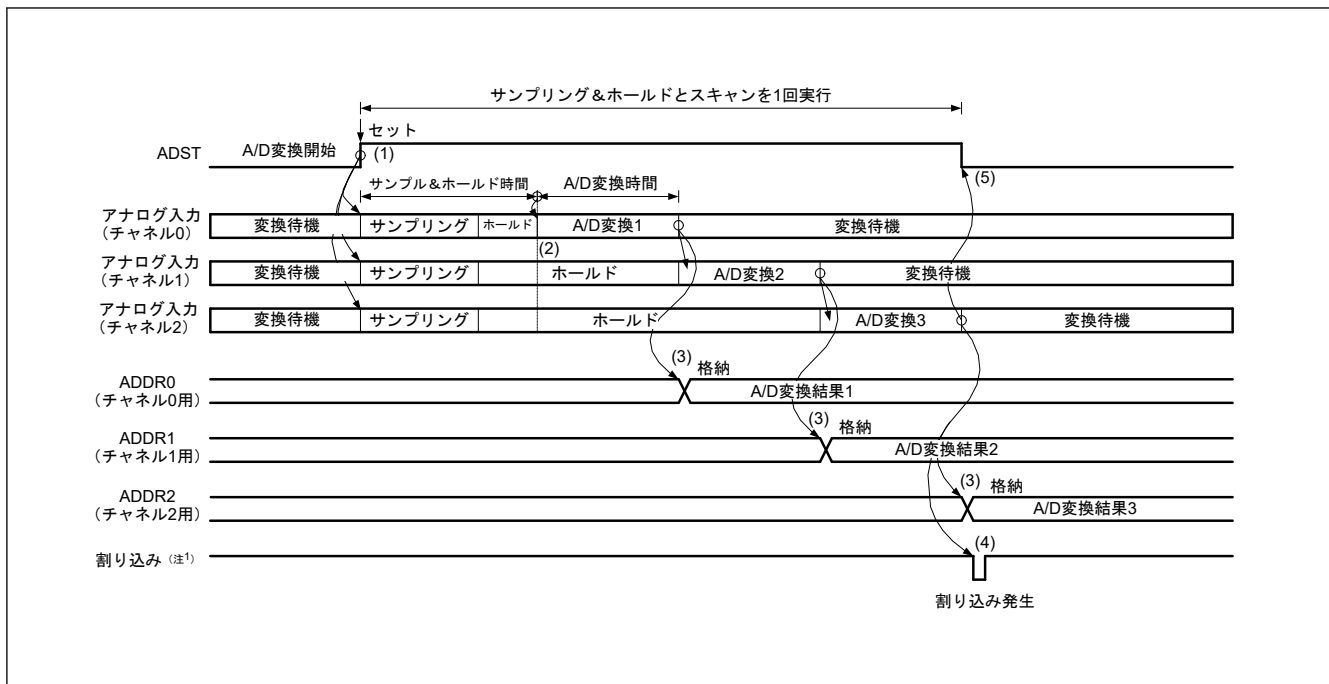 サンプリング＆ホールドとスキャンを1回実行
セット
ADST
A/D変換開始
(1)
(5)
サンプル＆ホールド時間
A/D変換時間
アナログ入力
（チャネル0）
変換待機
サンプリング
ホールド
A/D変換1
変換待機
(2)
アナログ入力
（チャネル1）
変換待機
サンプリング
ホールド
A/D変換2
変換待機
アナログ入力
（チャネル2）
変換待機
サンプリング
ホールド
A/D変換3
変換待機
(3)
格納
ADDR0
（チャネル0用）
A/D変換結果1
(3)
格納
ADDR1
（チャネル1用）
A/D変換結果2
(3)
格納
ADDR2
（チャネル2用）
A/D変換結果3
割り込み（注1）
(4)
割り込み発生